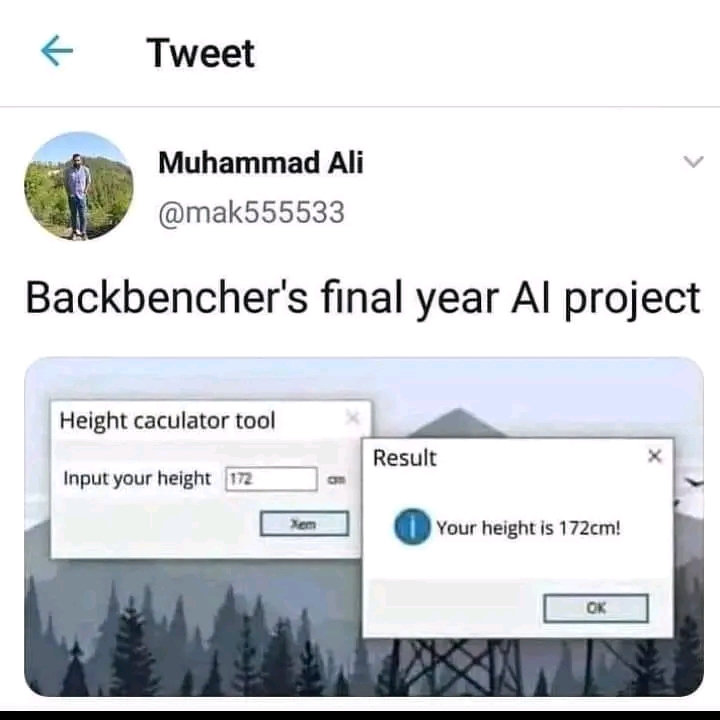 Tweet
Muhammad Ali
@mak555533
Backbencher's final year AI project
Height caculator tool
Input your height 172 cm
Xem
Result
Your height is 172cm!
OK